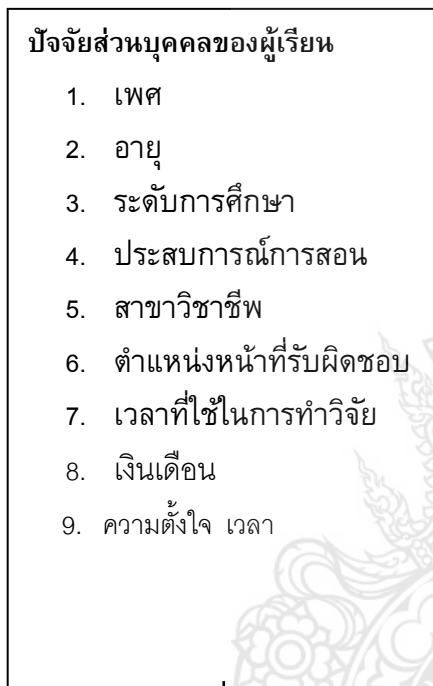 ปัจจัยส่วนบุคคลของผู้เรียน
1. เพศ
2. อายุ
3. ระดับการศึกษา
4. ประสบการณ์การสอน
5. สาขาวิชาชีพ
6. ตำแหน่งหน้าที่รับผิดชอบ
7. เวลาที่ใช้ในการทำวิจัย
8. เงินเดือน
9. ความตั้งใจ เวลา